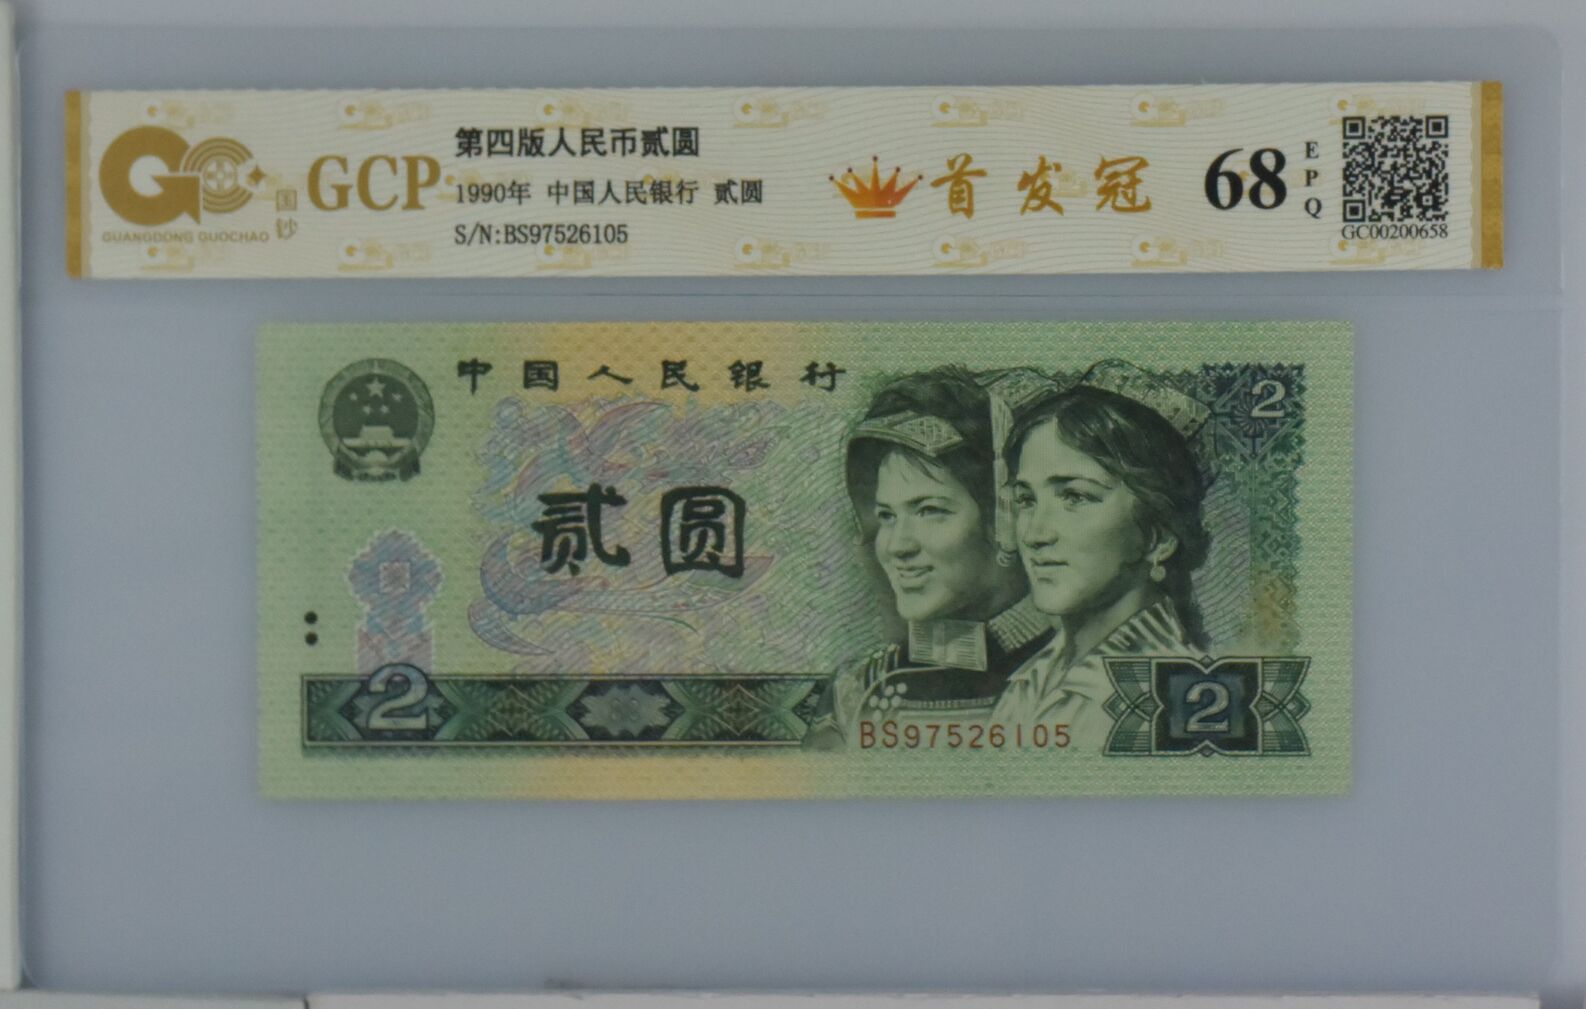 GCP
GUANGDONG GUOCHAO
国钞
第四版人民币贰圆
1990年 中国人民银行 贰圆
S/N:BS97526105
首发冠
68
EPQ
GC00200658
中国人民银行
2
贰圆
2
BS97526105
2